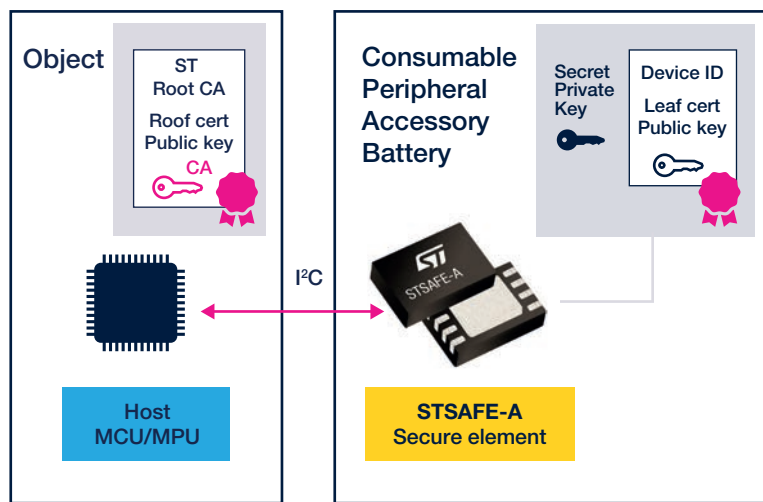 Object
ST
Root CA
Roof cert
Public key
CA
Consumable
Peripheral
Accessory
Battery
Secret
Private
Key
Device ID
Leaf cert
Public key
I²C
ST
STSAFE-A
Host
MCU/MPU
STSAFE-A
Secure element